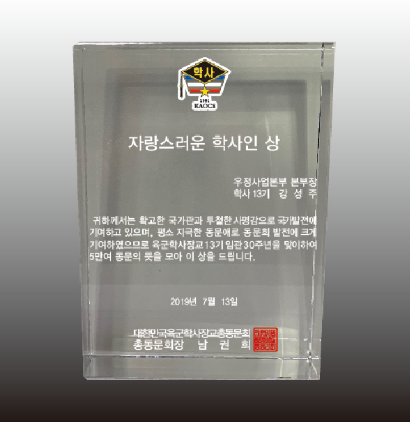 학사
KAOCS
자랑스러운 학사인 상
우정사업본부 본부장
학사 13기 강 성 주
귀하께서는 확고한 국가관과 투철한 사명감으로 국가발전에
기여하고 있으며, 평소 지극한 동문애로 동문회 발전에 크게
기여하였으므로 육군학사장교13기 임관 30주년을 맞이하여
5만여 동문의 뜻을 모아 이 상을 드립니다.
2019년 7월 13일
대한민국육군학사장교총동문회
총동문회장 남 권 희